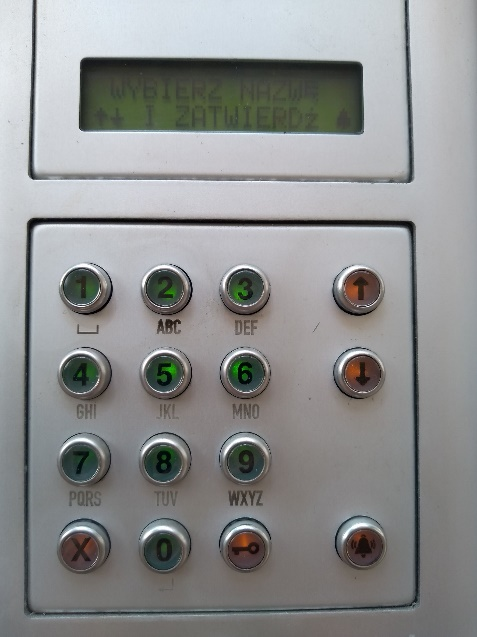 WYBIERZ NAZWĘ
↑↓ I ZATWIERDŹ
1 2 3 ↑
ABC DEF
4 5 6 ↓
GHI JKL MNO
7 8 9
PQRS TUV WXYZ
X 0